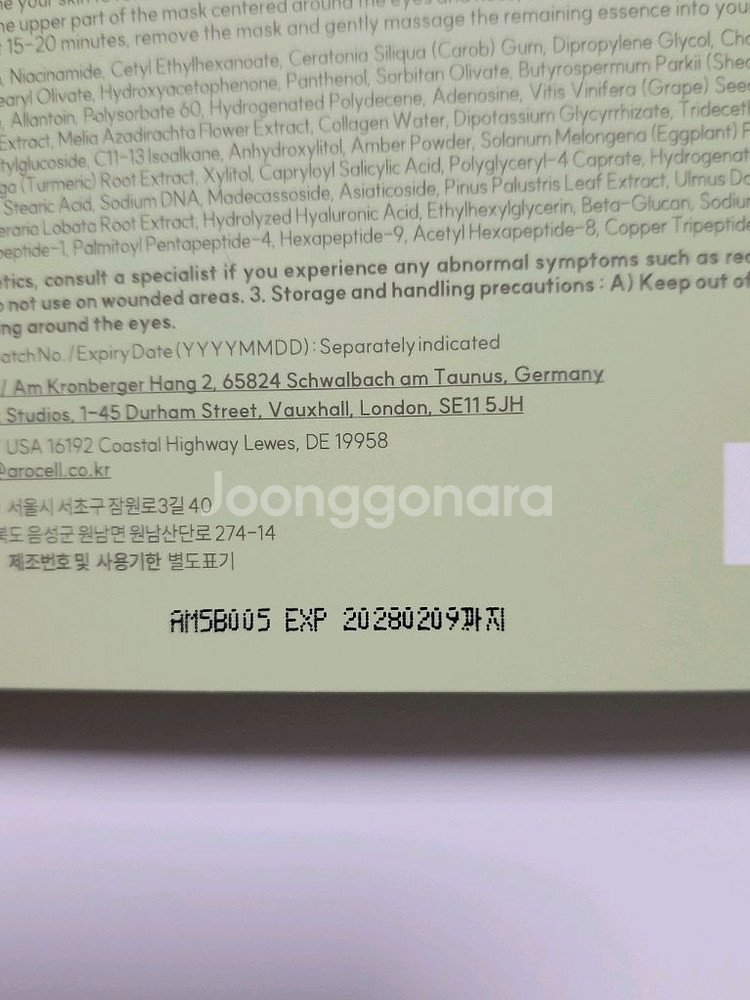 the upper part of the mask centered around the eyes and
15-20 minutes, remove the mask and gently massage the remaining essence into you
Niacinamide, Cetyl Ethylhexanoate, Ceratonia Siliqua (Carob) Gum, Dipropylene Glycol,
earyl Olivate, Hydroxyacetophenone, Panthenol, Sorbitan Olivate, Butyrospermum Parkii (Shea
Allantoin, Polysorbate 60, Hydrogenated Polydecene, Adenosine, Vitis Vinifera (Grape) See
Extract, Melia Azadirachta Flower Extract, Collagen Water, Dipotassium Glycyrrhizate, Trideceth
tylglucoside, C11-13 Isoalkane, Anhydroxylitol, Amber Powder, Solanum Melongena (Eggplant) F
ga (Turmeric) Root Extract, Xylitol, Capryloyl Salicylic Acid, Polyglyceryl-4 Caprate, Hydrogenat
Stearic Acid, Sodium DNA, Madecassoside, Asiaticoside, Pinus Palustris Leaf Extract, Ulmus Da
eraria Lobata Root Extract, Hydrolyzed Hyaluronic Acid, Ethylhexylglycerin, Beta-Glucan, Sodiu
peptide-1, Palmitoyl Pentapeptide-4, Hexapeptide-9, Acetyl Hexapeptide-8, Copper Tripeptide
etics, consult a specialist if you experience any abnormal symptoms such as red
o not use on wounded areas. 3. Storage and handling precautions : A) Keep out of
ng around the eyes.
atch No. / Expiry Date (YYYYMMDD) : Separately indicated
/ Am Kronberger Hang 2, 65824 Schwalbach am Taunus, Germany
Studios, 1-45 Durham Street, Vauxhall, London, SE11 5JH
USA 16192 Coastal Highway Lewes, DE 19958
@arocell.co.kr
서울시 서초구 잠원로3길 40
북도 음성군 원남면 원남산단로 274-14
제조번호 및 사용기한 별도표기
Joonggonara
AM5B005 EXP 20280209까지